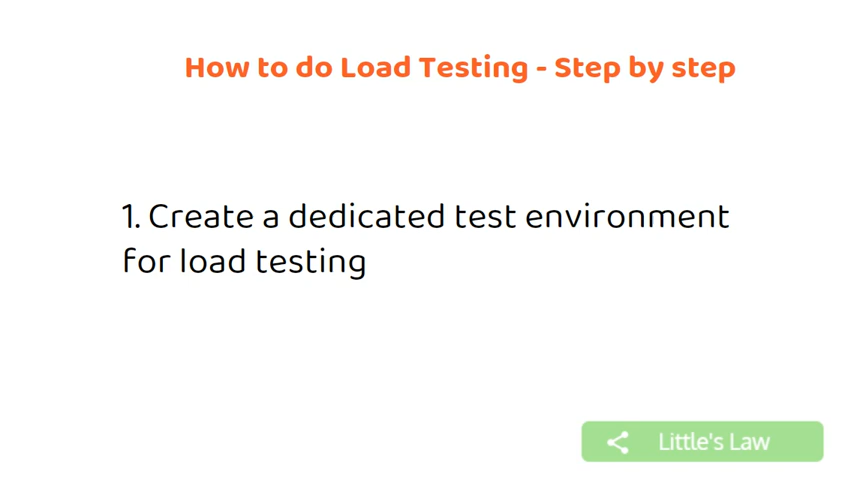 How to do Load Testing - Step by step
1. Create a dedicated test environment
for load testing
Little's Law